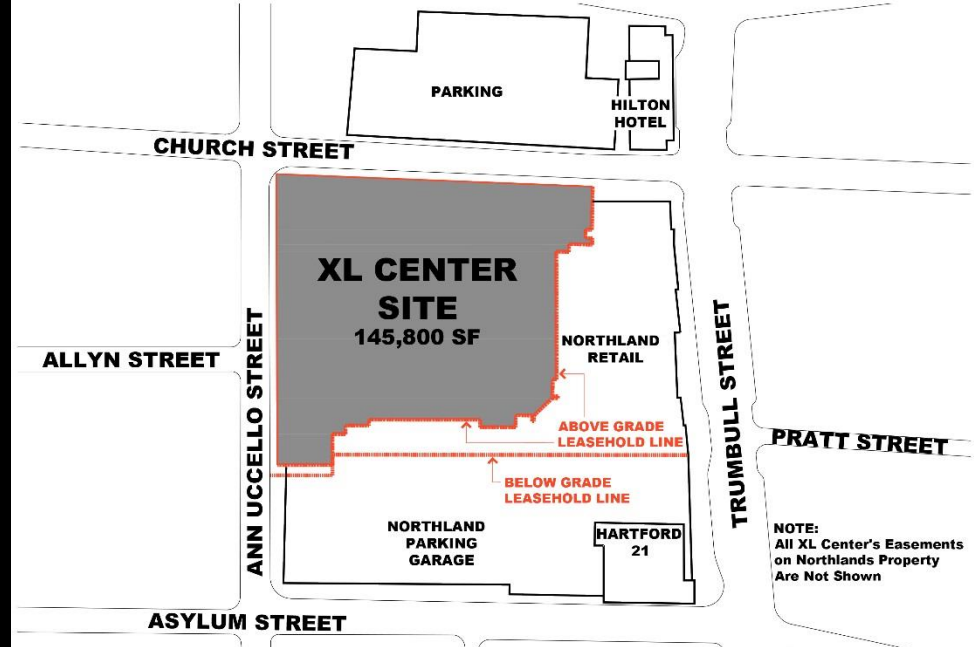 PARKING
HILTON
HOTEL
CHURCH STREET
XL CENTER
SITE
145,800 SF
ANN UCCELLO STREET
ALLYN STREET
NORTHLAND
RETAIL
TRUMBULL STREET
ABOVE GRADE
LEASEHOLD LINE
PRATT STREET
BELOW GRADE
LEASEHOLD LINE
NORTHLAND
PARKING
GARAGE
HARTFORD
21
NOTE:
All XL Center's Easements
on Northlands Property
Are Not Shown
ASYLUM STREET